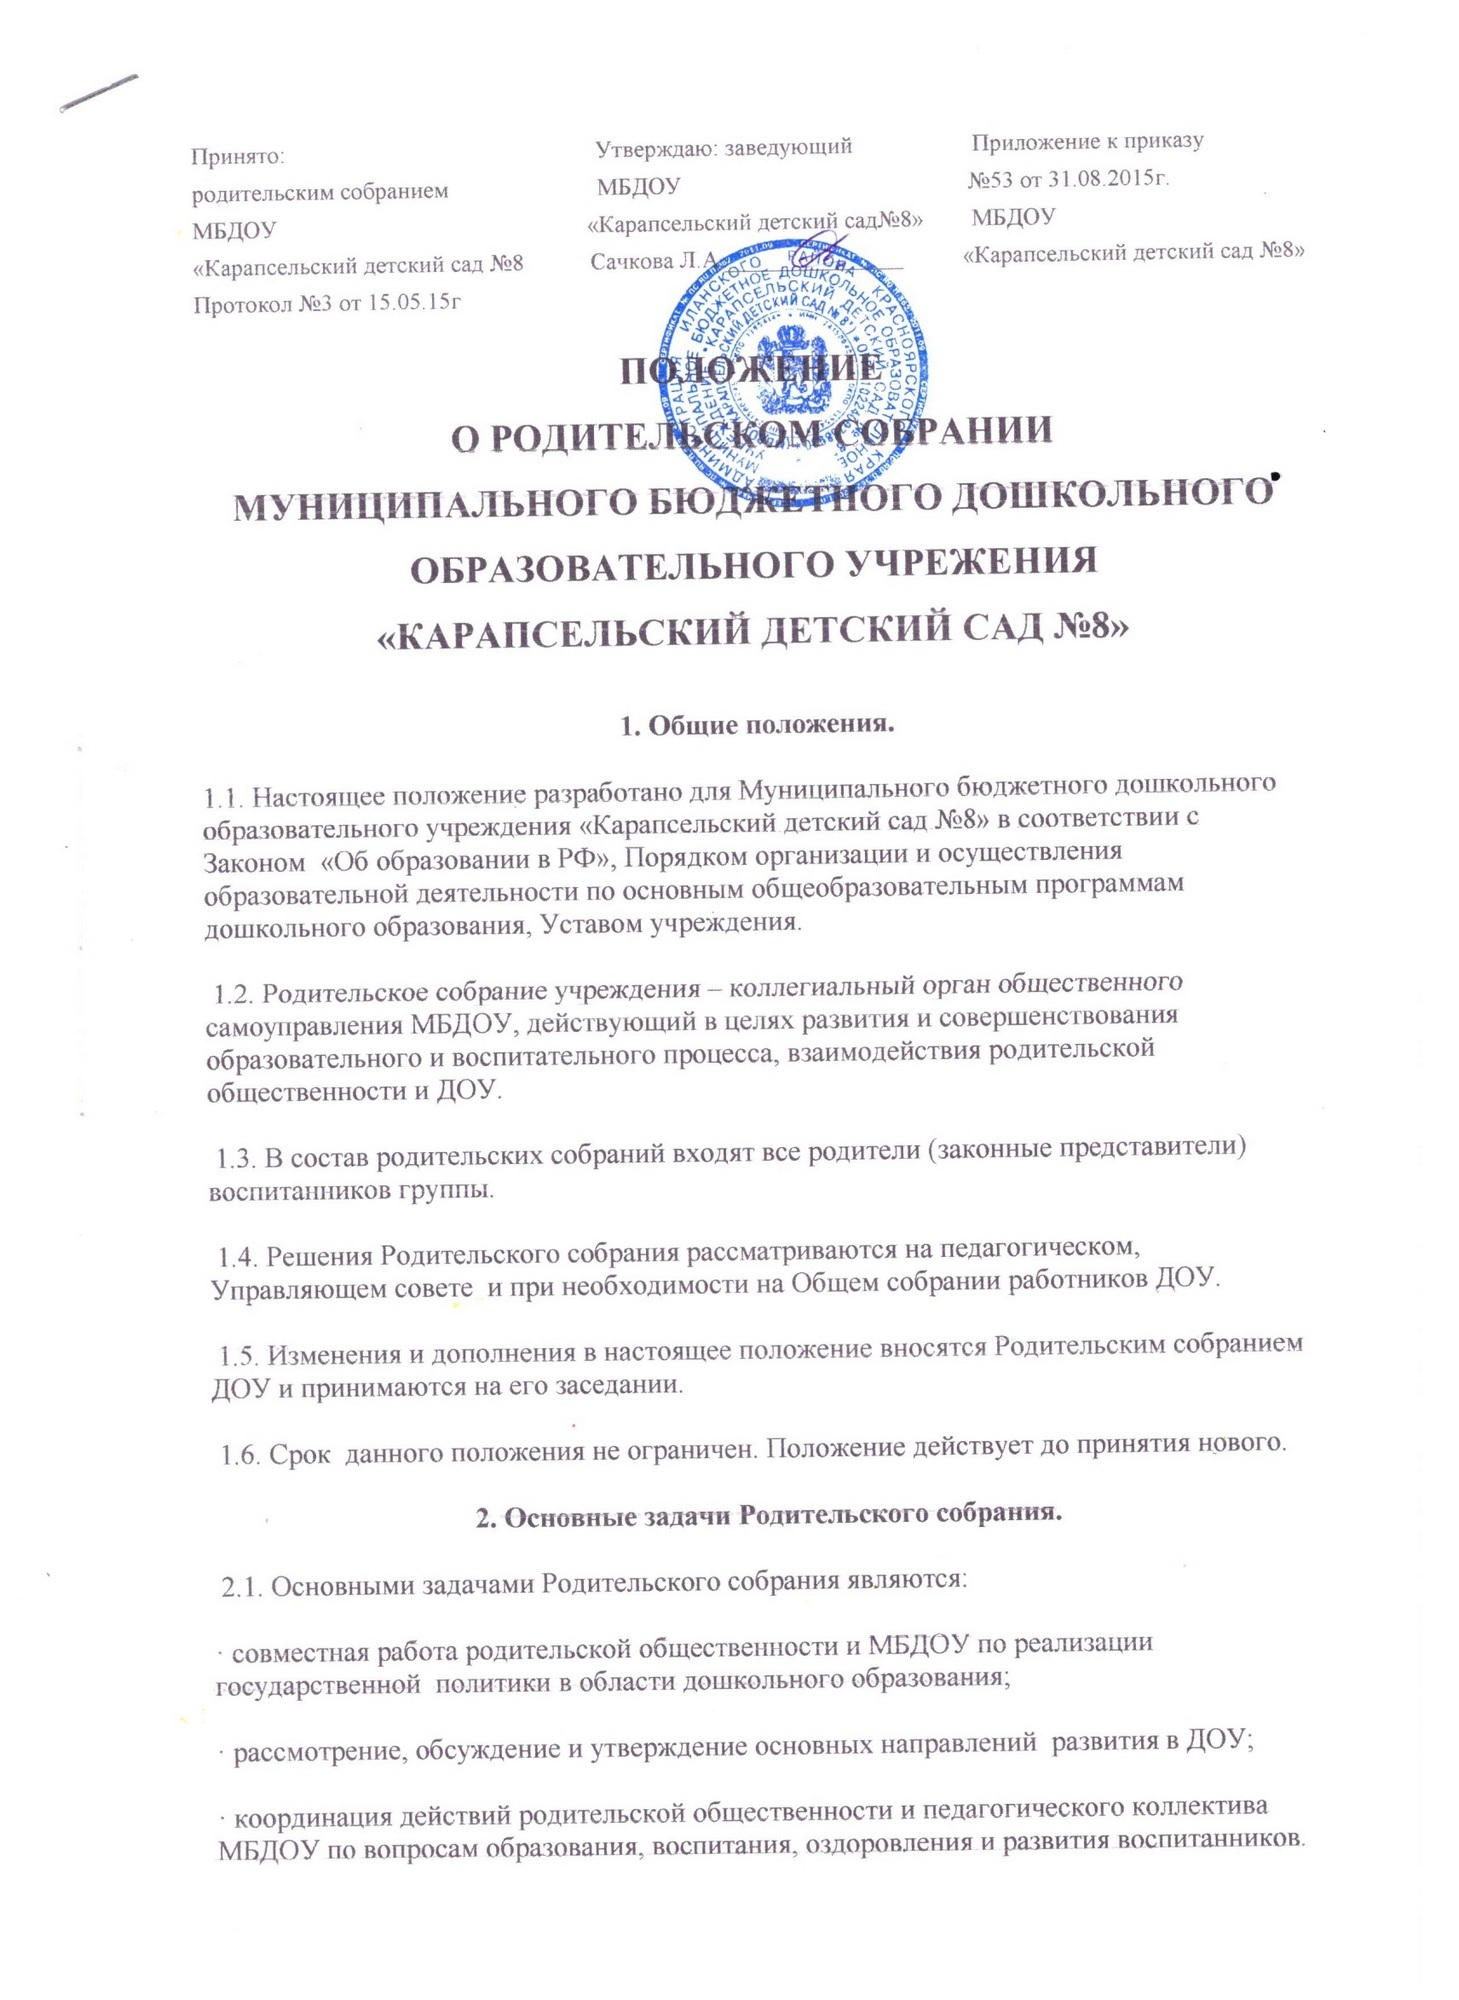 Принято:
родительским собранием
МБДОУ
«Карапсельский детский сад №8
Протокол №3 от 15.05.15г
Утверждаю: заведующий
МБДОУ
«Карапсельский детский сад№8»
Сачкова Л.А.
Приложение к приказу
№53 от 31.08.2015г.
МБДОУ
«Карапсельский детский сад №8»
ПОЛОЖЕНИЕ
О РОДИТЕЛЬСКОМ СОБРАНИИ
МУНИЦИПАЛЬНОГО БЮДЖЕТНОГО ДОШКОЛЬНОГО
ОБРАЗОВАТЕЛЬНОГО УЧРЕЖЕНИЯ
«КАРАПСЕЛЬСКИЙ ДЕТСКИЙ САД №8»
1. Общие положения.
1.1. Настоящее положение разработано для Муниципального бюджетного дошкольного
образовательного учреждения «Карапсельский детский сад №8» в соответствии с
Законом «Об образовании в РФ», Порядком организации и осуществления
образовательной деятельности по основным общеобразовательным программам
дошкольного образования, Уставом учреждения.
1.2. Родительское собрание учреждения – коллегиальный орган общественного
самоуправления МБДОУ, действующий в целях развития и совершенствования
образовательного и воспитательного процесса, взаимодействия родительской
общественности и ДОУ.
1.3. В состав родительских собраний входят все родители (законные представители)
воспитанников группы.
1.4. Решения Родительского собрания рассматриваются на педагогическом,
Управляющем совете и при необходимости на Общем собрании работников ДОУ.
1.5. Изменения и дополнения в настоящее положение вносятся Родительским собранием
ДОУ и принимаются на его заседании.
1.6. Срок данного положения не ограничен. Положение действует до принятия нового.
2. Основные задачи Родительского собрания.
2.1. Основными задачами Родительского собрания являются:
· совместная работа родительской общественности и МБДОУ по реализации
государственной политики в области дошкольного образования;
· рассмотрение, обсуждение и утверждение основных направлений развития в ДОУ;
· координация действий родительской общественности и педагогического коллектива
МБДОУ по вопросам образования, воспитания, оздоровления и развития воспитанников.